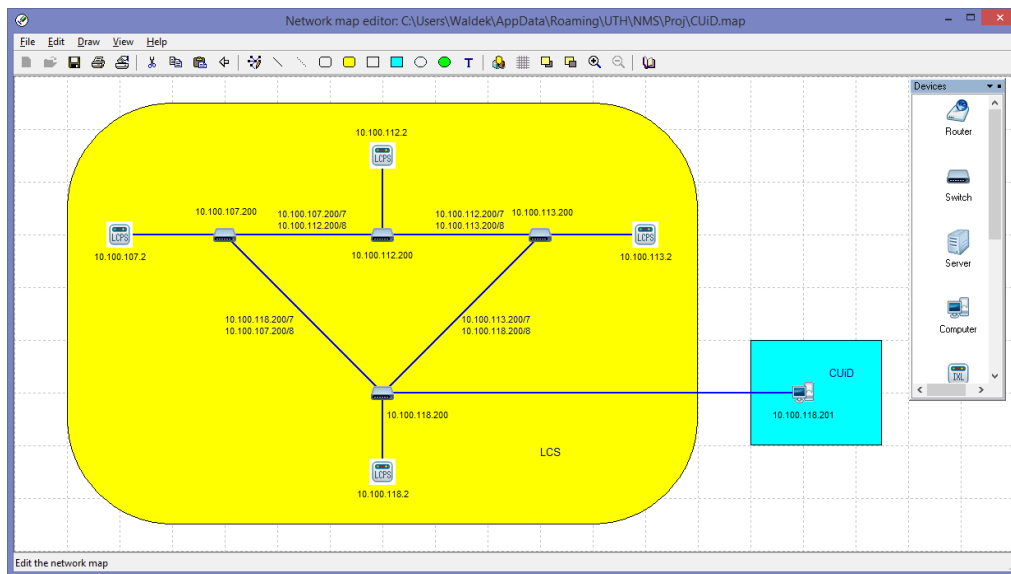 Network map editor: C:\Users\Waldek\AppData\Roaming\UTH\NMS\Proj\CUiD.map
File Edit Draw View Help
T
Devices
Router
Switch
Server
Computer
IXL
10.100.112.2
LCPS
10.100.107.200
10.100.107.200/7
10.100.112.200/8
10.100.112.200/7
10.100.113.200/8
10.100.113.200
LCPS
LCPS
10.100.107.2
10.100.112.200
10.100.113.2
10.100.118.200/7
10.100.107.200/8
10.100.113.200/7
10.100.118.200/8
CUiD
10.100.118.200
10.100.118.201
LCS
LCPS
10.100.118.2
Edit the network map